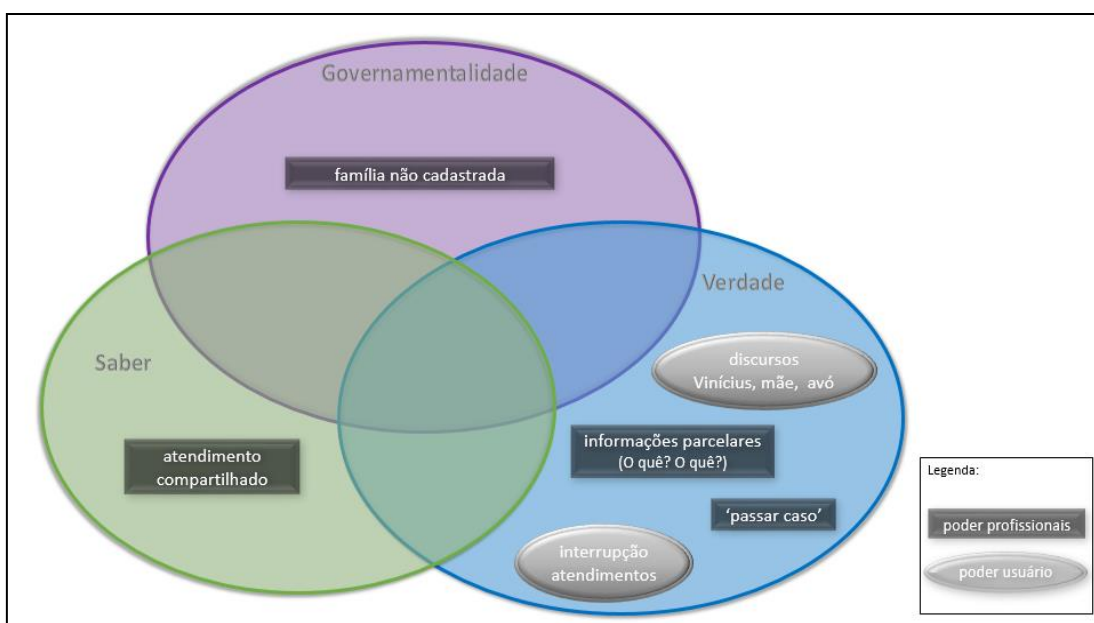 Governamentalidade
família não cadastrada
Verdade
Saber
discursos
Vinícius, mãe, avó
atendimento
compartilhado
informações parcelares
(O quê? O quê?)
'passar caso'
interrupção
atendimentos
Legenda:
poder profissionais
poder usuário